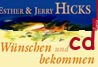 ESTHER & JERRY HICKS
Wünschen und cd
bekommen